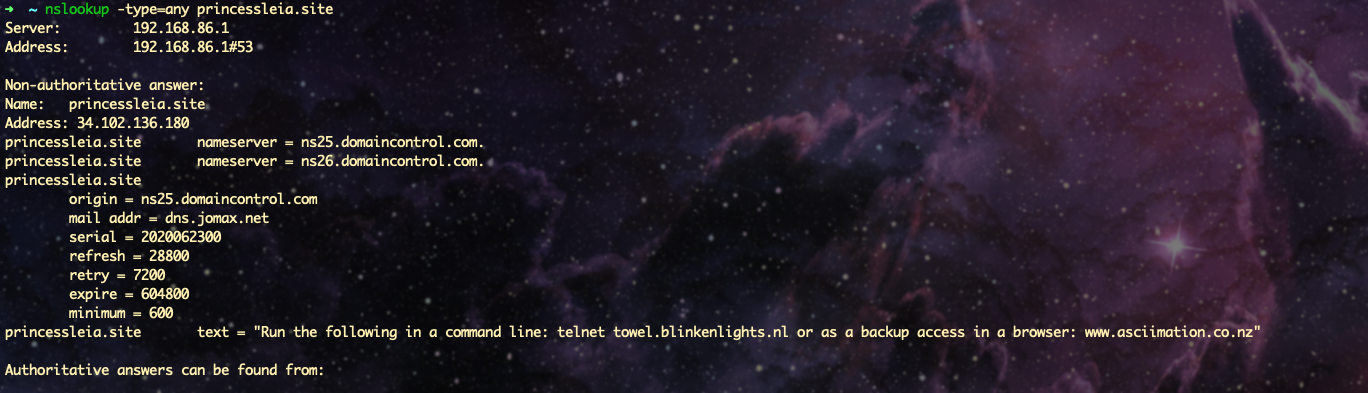 → ~ nslookup -type=any princessleia.site
Server: 192.168.86.1
Address: 192.168.86.1#53
Non-authoritative answer:
Name: princessleia.site
Address: 34.102.136.180
princessleia.site nameserver = ns25.domaincontrol.com.
princessleia.site nameserver = ns26.domaincontrol.com.
princessleia.site
origin = ns25.domaincontrol.com
mail addr = dns.jomax.net
serial = 2020062300
refresh = 28800
retry = 7200
expire = 604800
minimum = 600
princessleia.site text = "Run the following in a command line: telnet towel.blinkenlights.nl or as a backup access in a browser: www.asciimation.co.nz"
Authoritative answers can be found from: